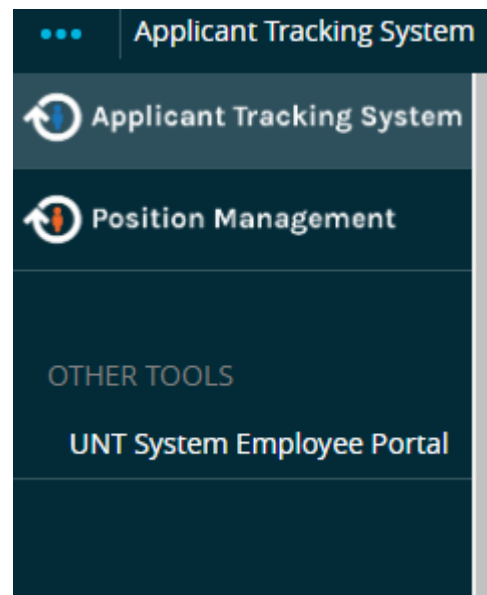 Applicant Tracking System
Applicant Tracking System
Position Management
OTHER TOOLS
UNT System Employee Portal